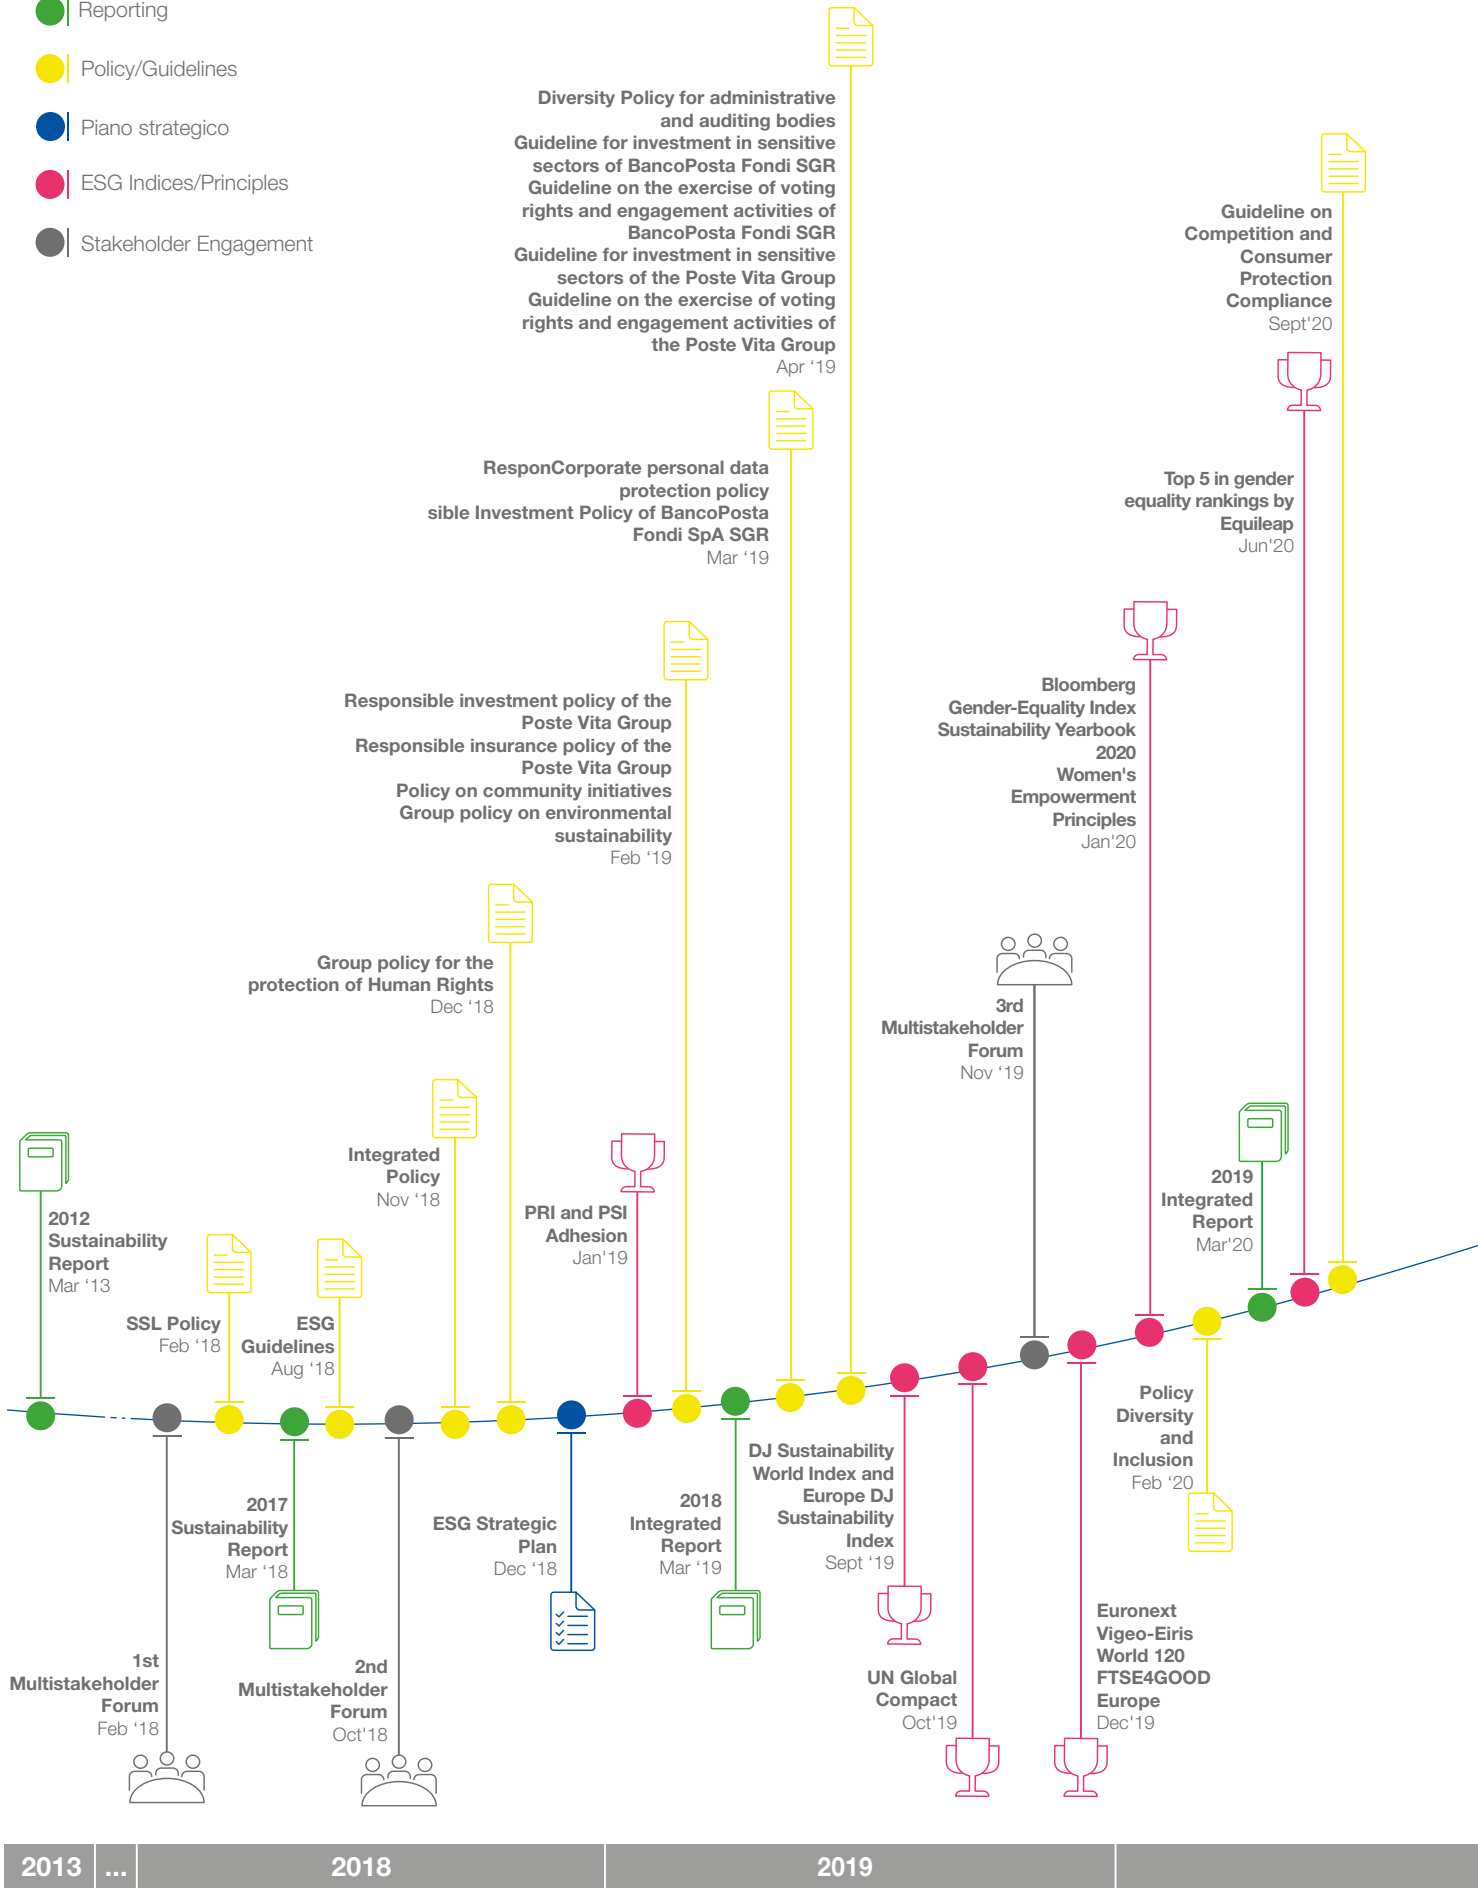 Reporting
Policy/Guidelines
Piano strategico
ESG Indices/Principles
Stakeholder Engagement
Diversity Policy for administrative
and auditing bodies
Guideline for investment in sensitive
sectors of BancoPosta Fondi SGR
Guideline on the exercise of voting
rights and engagement activities of
BancoPosta Fondi SGR
Guideline for investment in sensitive
sectors of the Poste Vita Group
Guideline on the exercise of voting
rights and engagement activities of
the Poste Vita Group
Apr ‘19
Guideline on
Competition and
Consumer
Protection
Compliance
Sept'20
ResponCorporate personal data
protection policy
sible Investment Policy of BancoPosta
Fondi SpA SGR
Mar ‘19
Top 5 in gender
equality rankings by
Equileap
Jun'20
Responsible investment policy of the
Poste Vita Group
Responsible insurance policy of the
Poste Vita Group
Policy on community initiatives
Group policy on environmental
sustainability
Feb ‘19
Bloomberg
Gender-Equality Index
Sustainability Yearbook
2020
Women's
Empowerment
Principles
Jan'20
Group policy for the
protection of Human Rights
Dec ‘18
3rd
Multistakeholder
Forum
Nov ‘19
Integrated
Policy
Nov ‘18
2019
Integrated
Report
Mar'20
2012
Sustainability
Report
Mar ‘13
PRI and PSI
Adhesion
Jan'19
SSL Policy
Feb ‘18
ESG
Guidelines
Aug ‘18
Policy
Diversity
and
Inclusion
Feb ‘20
DJ Sustainability
World Index and
Europe DJ
Sustainability
Index
Sept ‘19
2017
Sustainability
Report
Mar ‘18
2018
Integrated
Report
Mar ‘19
ESG Strategic
Plan
Dec ‘18
Euronext
Vigeo-Eiris
World 120
FTSE4GOOD
Europe
Dec'19
1st
Multistakeholder
Forum
Feb ‘18
2nd
Multistakeholder
Forum
Oct'18
UN Global
Compact
Oct'19
2013
...
2018
2019